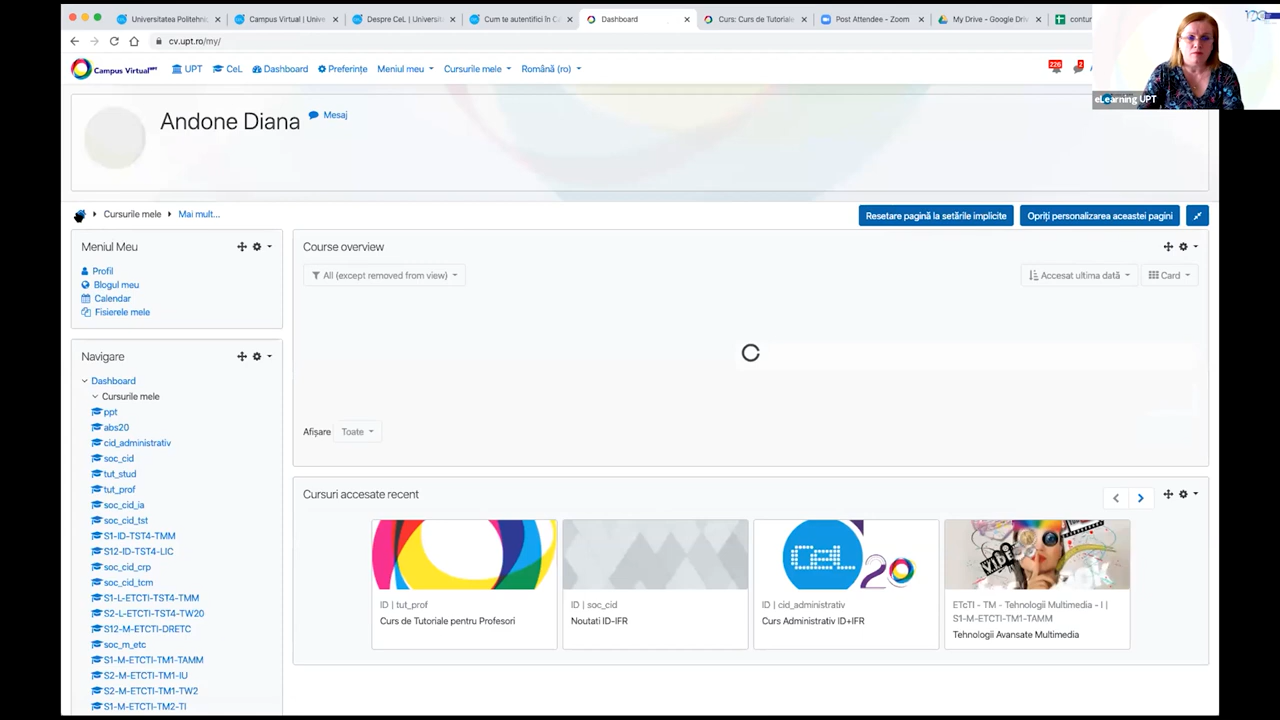 Universitatea Politehnic
Campus Virtual | Unive
Despre CeL | Universita
Cum te autentifici în Ca
Dashboard
Curs: Curs de Tutoriale
Post Attendee - Zoom
My Drive - Google Driv
contur
cv.upt.ro/my/
Campus Virtual UPT
UPT
CeL
Dashboard
Preferințe
Meniul meu
Cursurile mele
Română (ro)
226
2
eLearning UPT
Andone Diana
Mesaj
Cursurile mele
Mai mult...
Resetare pagină la setările implicite
Opriți personalizarea acestei pagini
Meniul Meu
Profil
Blogul meu
Calendar
Fisierele mele
Navigare
Dashboard
Cursurile mele
ppt
abs20
cid_administrativ
soc_cid
tut_stud
tut_prof
soc_cid_ia
soc_cid_tst
S1-ID-TST4-TMM
S12-ID-TST4-LIC
soc_cid_crp
soc_cid_tcm
S1-L-ETCTI-TST4-TMM
S2-L-ETCTI-TST4-TW20
S12-M-ETCTI-DRETC
soc_m_etc
S1-M-ETCTI-TM1-TAMM
S2-M-ETCTI-TM1-IU
S2-M-ETCTI-TM1-TW2
S1-M-ETCTI-TM2-TI
Course overview
All (except removed from view)
Accesat ultima dată
Card
Afișare
Toate
Cursuri accesate recent
ID | tut_prof
Curs de Tutoriale pentru Profesori
ID | soc_cid
Noutati ID-IFR
CeL
20
ID | cid_administrativ
Curs Administrativ ID+IFR
ETcTI - TM - Tehnologii Multimedia - I |
S1-M-ETCTI-TM1-TAMM
Tehnologii Avansate Multimedia